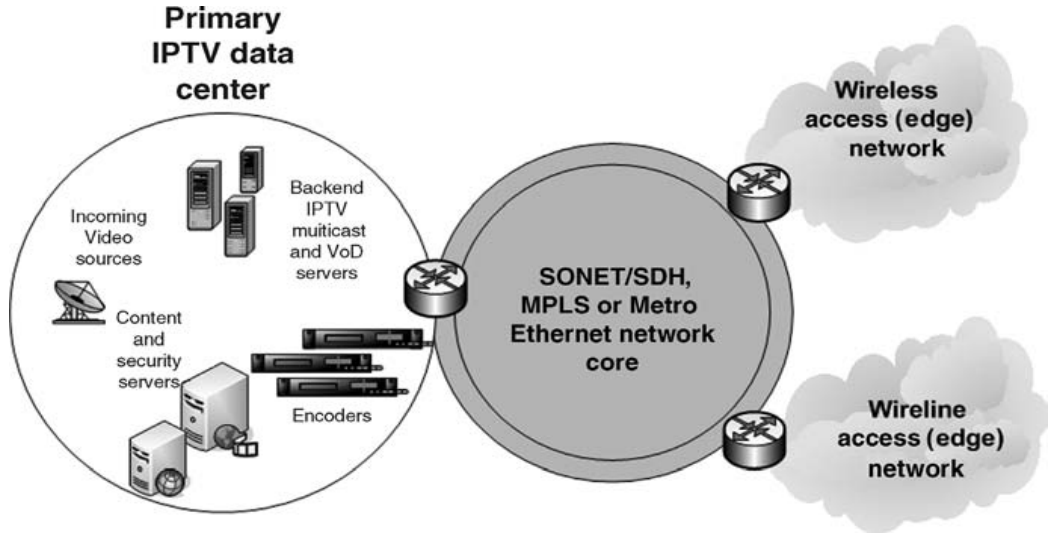 Primary
IPTV data
center
Incoming
Video
sources
Backend
IPTV
muiticast
and VoD
servers
Content
and
security
servers
Encoders
SONET/SDH,
MPLS or Metro
Ethernet network
core
Wireless
access (edge)
network
Wireline
access (edge)
network